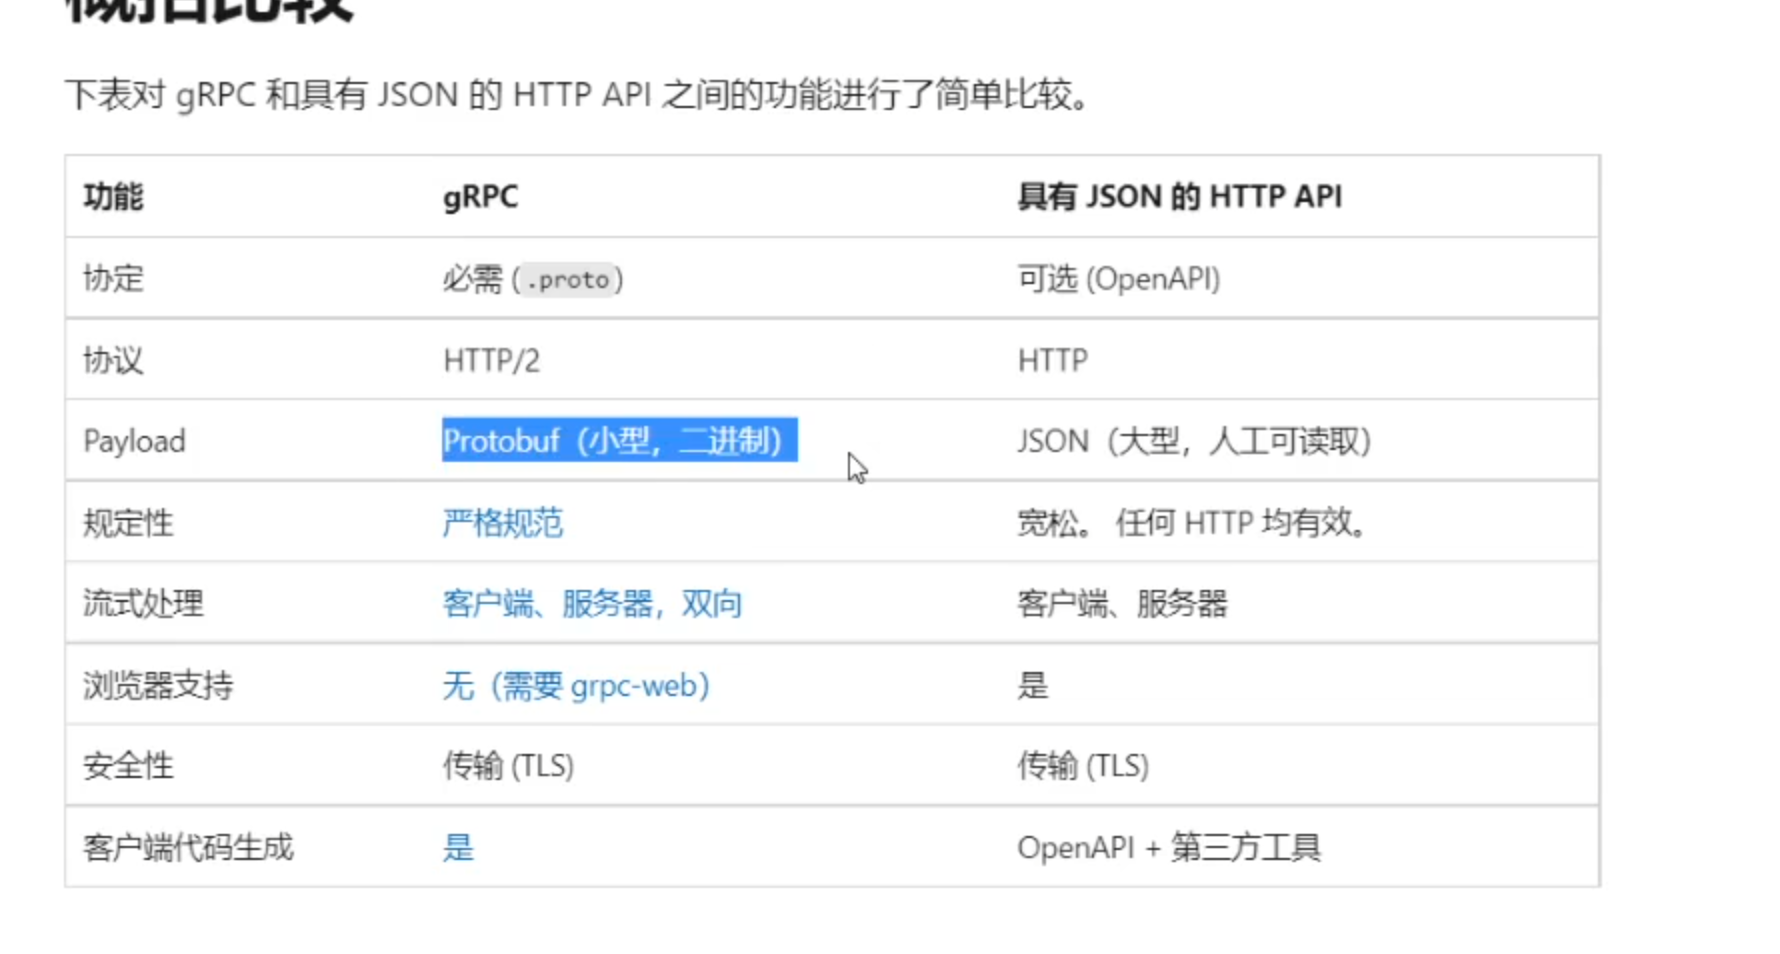 概括比较
下表对 gRPC 和具有 JSON 的 HTTP API 之间的功能进行了简单比较。
功能 gRPC 具有 JSON 的 HTTP API
协定 必需 (.proto) 可选 (OpenAPI)
协议 HTTP/2 HTTP
Payload Protobuf（小型，二进制） JSON（大型，人工可读取）
规定性 严格规范 宽松。 任何 HTTP 均有效。
流式处理 客户端、服务器，双向 客户端、服务器
浏览器支持 无（需要 grpc-web） 是
安全性 传输 (TLS) 传输 (TLS)
客户端代码生成 是 OpenAPI + 第三方工具